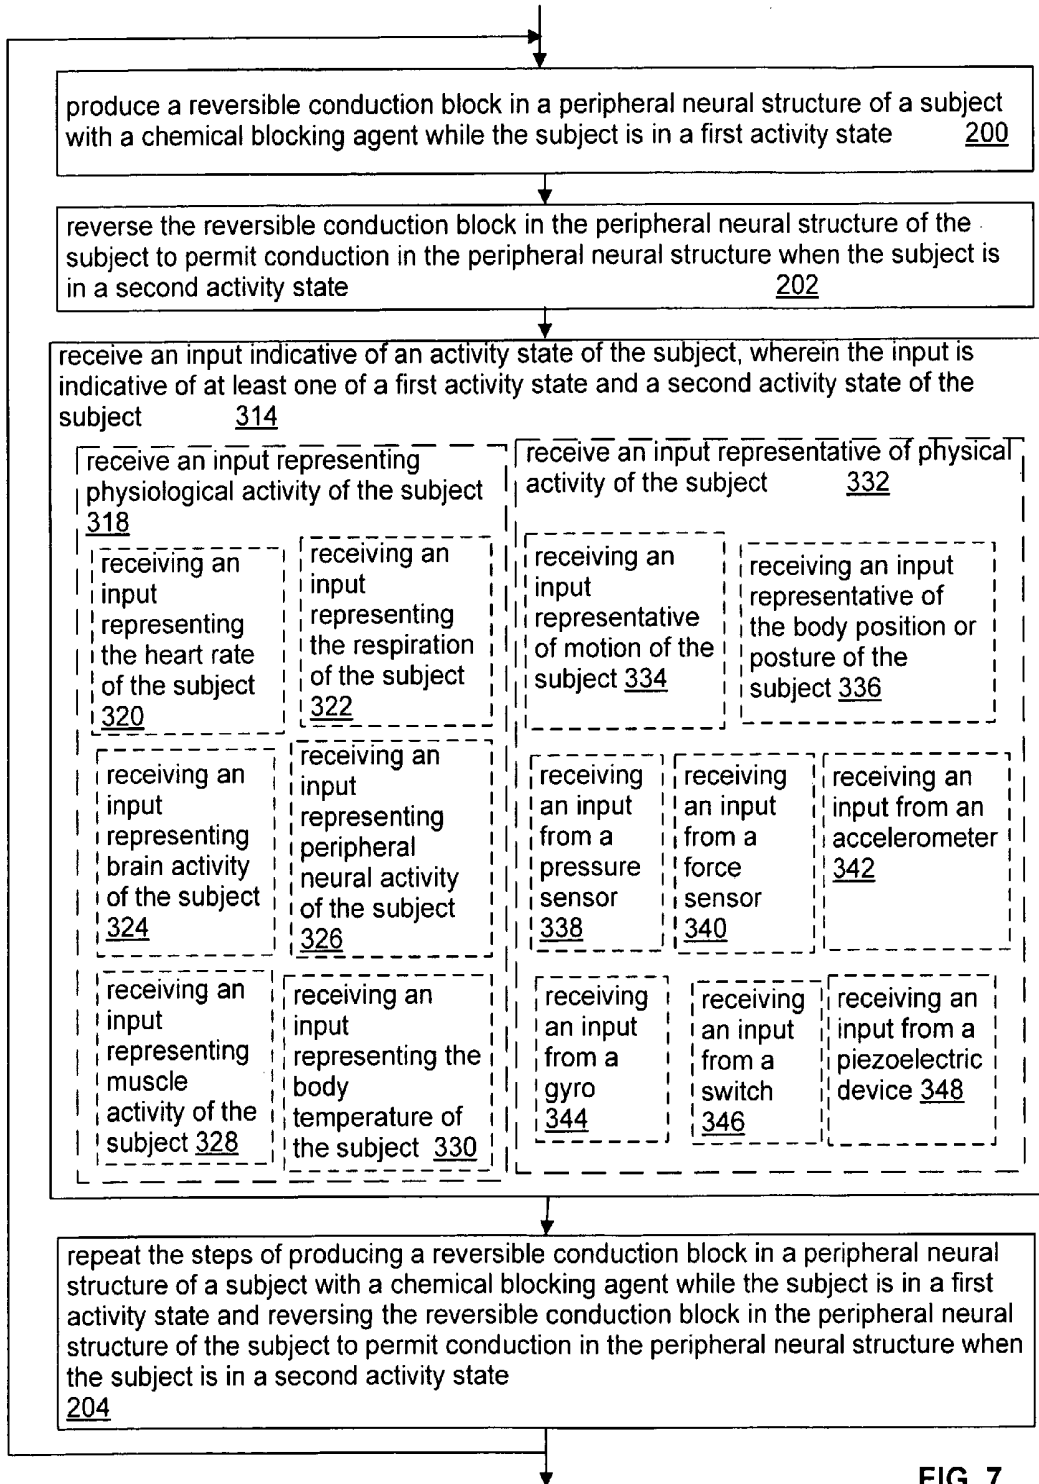 produce a reversible conduction block in a peripheral neural structure of a subject
with a chemical blocking agent while the subject is in a first activity state 200
reverse the reversible conduction block in the peripheral neural structure of the
subject to permit conduction in the peripheral neural structure when the subject is
in a second activity state 202
receive an input indicative of an activity state of the subject, wherein the input is
indicative of at least one of a first activity state and a second activity state of the
subject 314
receive an input representing
physiological activity of the subject
318
receiving an
input
representing
the heart rate
of the subject
320
receiving an
input
representing
the respiration
of the subject
322
receiving an
input
representing
brain activity
of the subject
324
receiving an
input
representing
peripheral
neural activity
of the subject
326
receiving an
input
representing
muscle
activity of the
subject 328
receiving an
input
representing the
body
temperature of
the subject 330
receive an input representative of physical
activity of the subject 332
receiving an
input
representative
of motion of the
subject 334
receiving an input
representative of
the body position or
posture of the
subject 336
receiving
an input
from a
pressure
sensor
338
receiving
an input
from a
force
sensor
340
receiving an
input from an
accelerometer
342
receiving
an input
from a
gyro
344
receiving
an input
from a
switch
346
receiving an
input from a
piezoelectric
device 348
repeat the steps of producing a reversible conduction block in a peripheral neural
structure of a subject with a chemical blocking agent while the subject is in a first
activity state and reversing the reversible conduction block in the peripheral neural
structure of the subject to permit conduction in the peripheral neural structure when
the subject is in a second activity state
204
FIG. 7